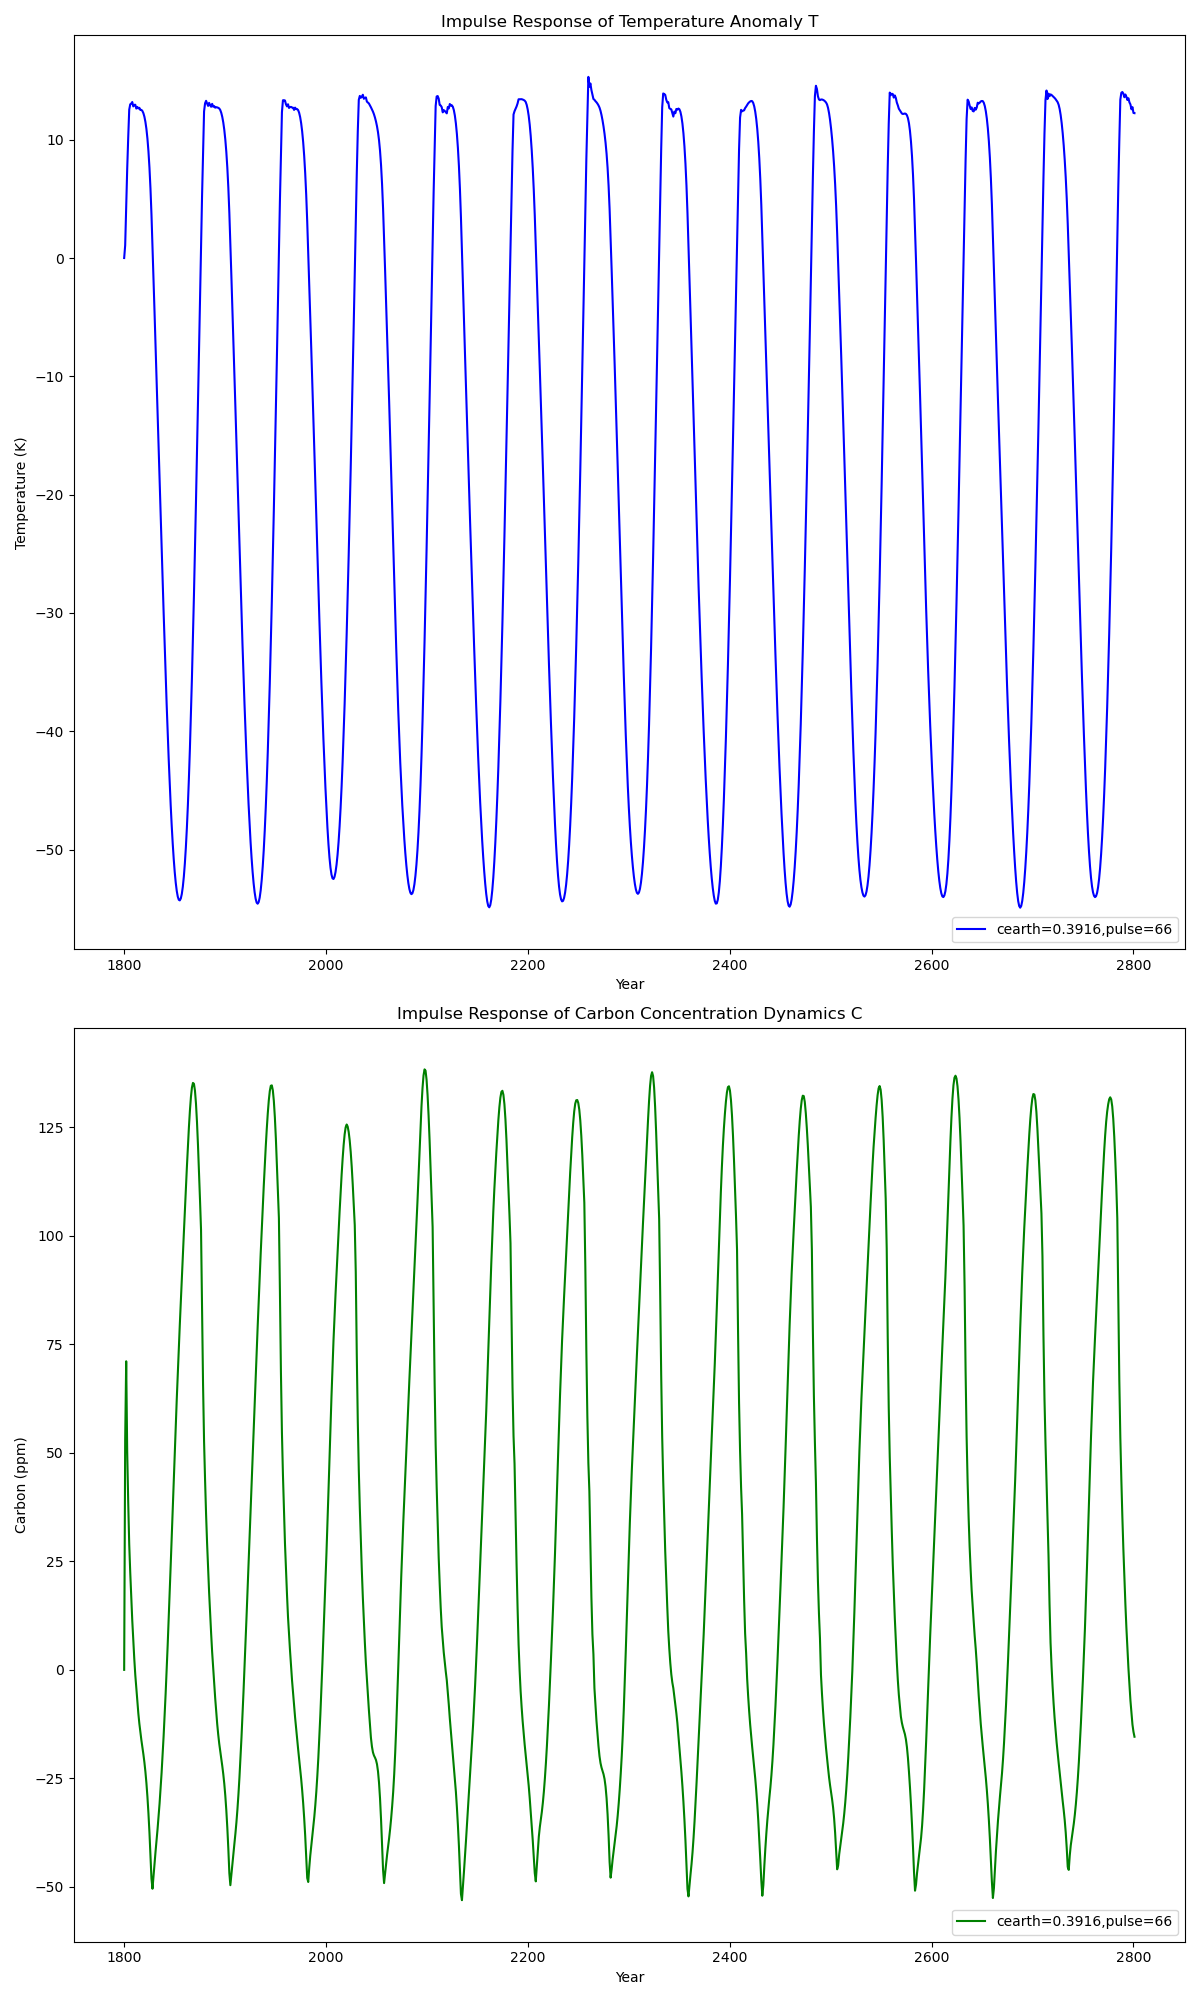 Impulse Response of Temperature Anomaly T
Temperature (K)
10
0
−10
−20
−30
−40
−50
cearth=0.3916,pulse=66
1800 2000 2200 2400 2600 2800
Year
Impulse Response of Carbon Concentration Dynamics C
Carbon (ppm)
125
100
75
50
25
0
−25
−50
cearth=0.3916,pulse=66
1800 2000 2200 2400 2600 2800
Year